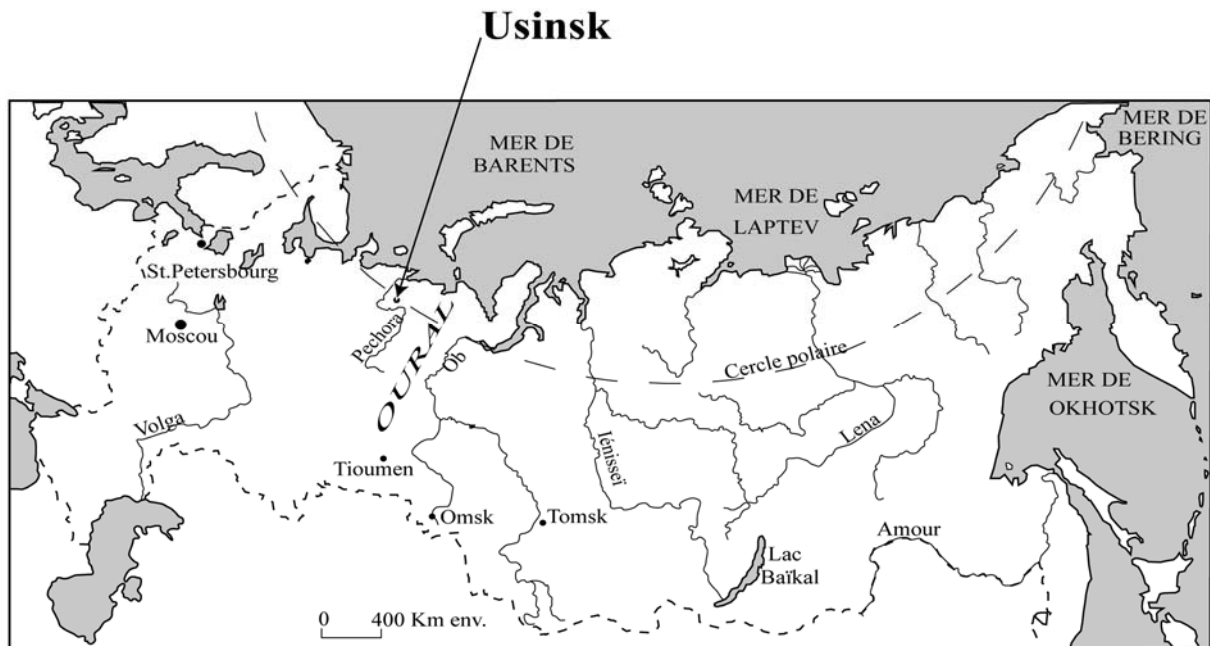 Usinsk
MER DE
BARENTS
MER DE
BERING
MER DE
LAPTEV
St.Petersbourg
Moscou
Pechora
OURAL
Ob
Cercle polaire
MER DE
OKHOTSK
Volga
Iénisseï
Lena
Tioumen
Omsk
Tomsk
Amour
Lac
Baïkal
0 400 Km env.